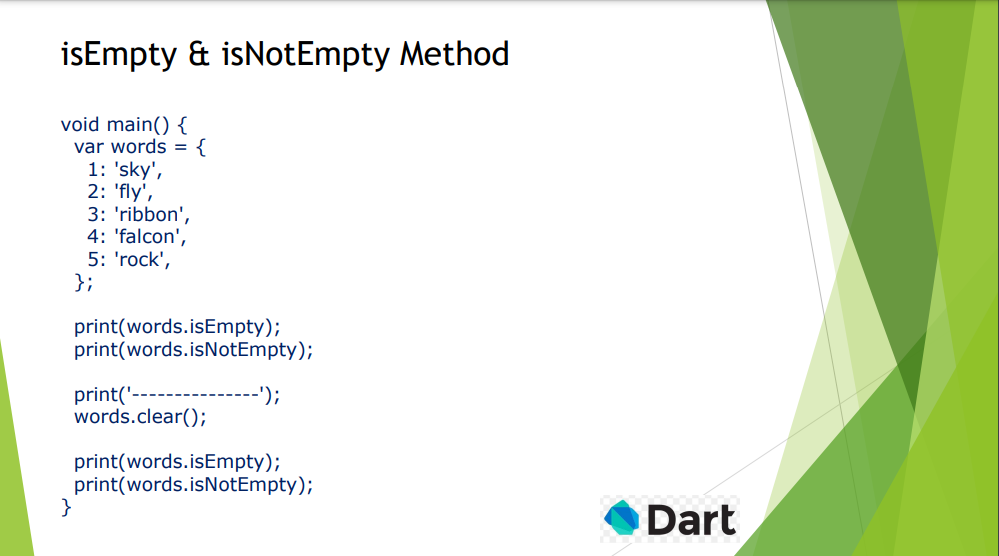 isEmpty & isNotEmpty Method
void main() {
  var words = {
    1: 'sky',
    2: 'fly',
    3: 'ribbon',
    4: 'falcon',
    5: 'rock',
  };
  print(words.isEmpty);
  print(words.isNotEmpty);
  print('---------------');
  words.clear();
  print(words.isEmpty);
  print(words.isNotEmpty);
}
Dart